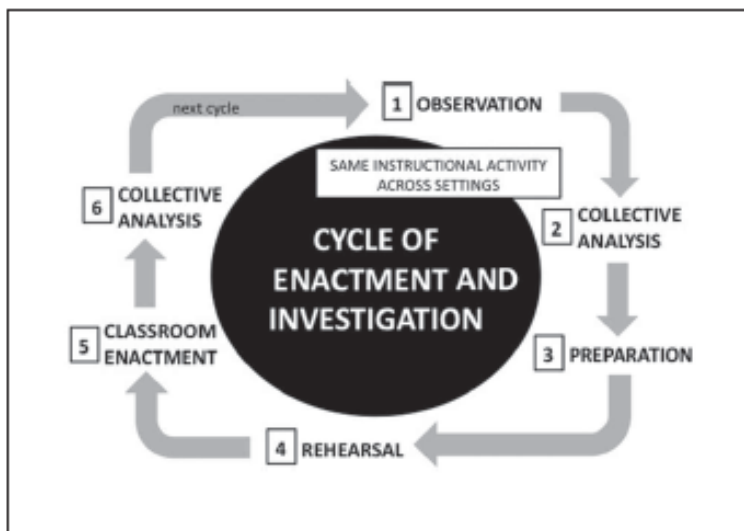 next cycle
1 OBSERVATION
SAME INSTRUCTIONAL ACTIVITY
ACROSS SETTINGS
2 COLLECTIVE
ANALYSIS
3 PREPARATION
4 REHEARSAL
5 CLASSROOM
ENACTMENT
6 COLLECTIVE
ANALYSIS
CYCLE OF
ENACTMENT AND
INVESTIGATION